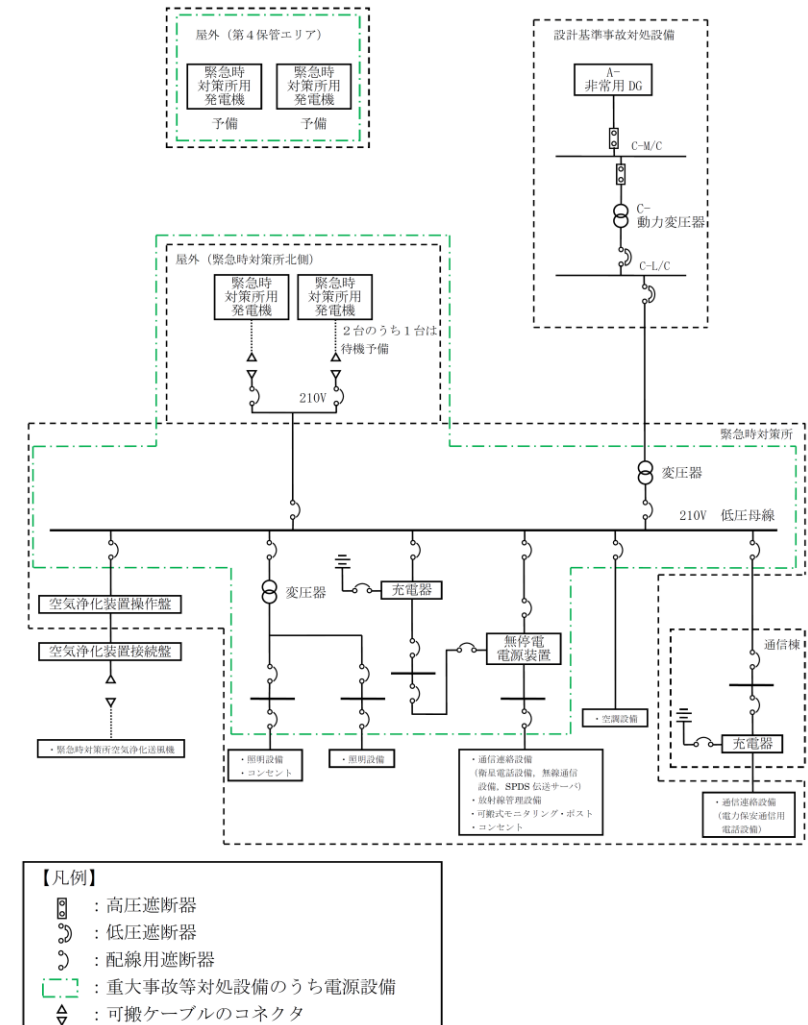 屋外（第４保管エリア）
緊急時
対策所用
発電機
予備
緊急時
対策所用
発電機
予備
設計基準事故対処設備
A-
非常用 DG
C-M/C
C-
動力変圧器
C-L/C
屋外（緊急時対策所北側）
緊急時
対策所用
発電機
緊急時
対策所用
発電機
２台のうち１台は
待機予備
210V
緊急時対策所
変圧器
210V　低圧母線
空気浄化装置操作盤
空気浄化装置接続盤
・緊急時対策所空気浄化送風機
変圧器
充電器
無停電
電源装置
・照明設備
・コンセント
・照明設備
・通信連絡設備
（衛星電話設備，無線通信
設備，SPDS 伝送サーバ）
・放射線管理設備
・可搬式モニタリング・ポスト
・コンセント
・空調設備
通信棟
充電器
・通信連絡設備
（電力保安通信用
電話設備）
【凡例】
：高圧遮断器
：低圧遮断器
：配線用遮断器
：重大事故等対処設備のうち電源設備
：可搬ケーブルのコネクタ